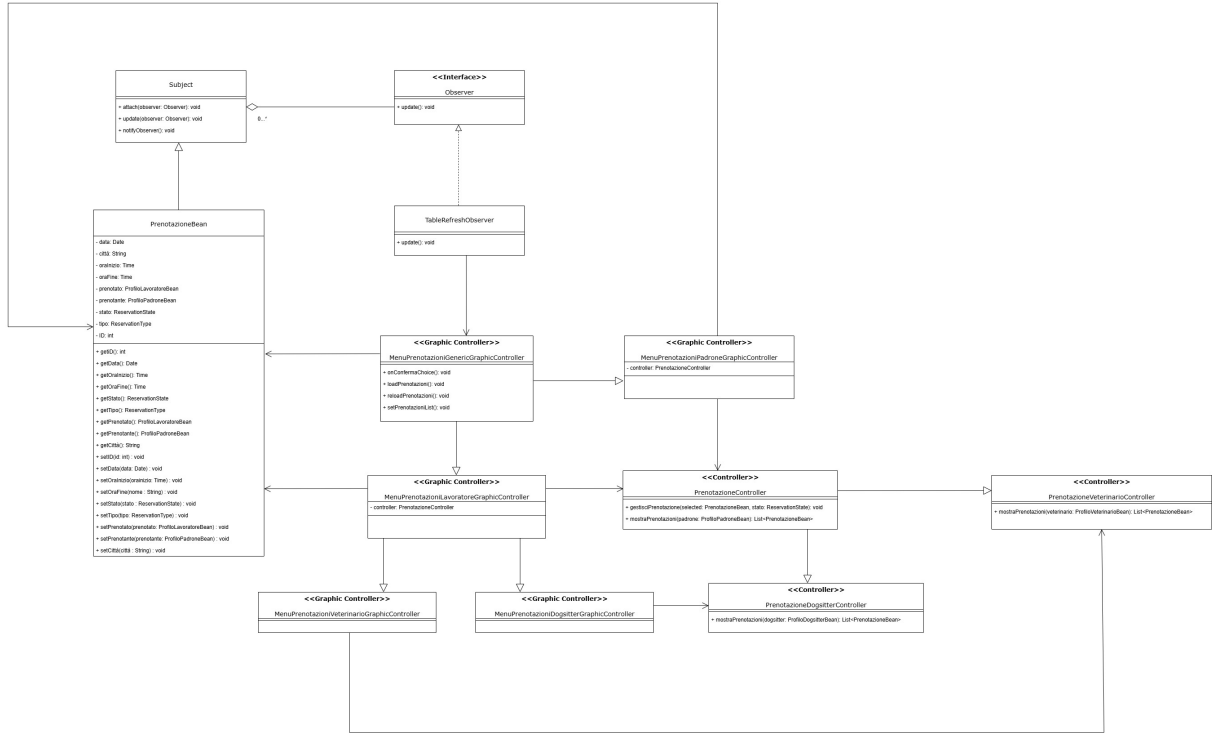 Subject
+ attach(observer: Observer): void
+ update(observer: Observer): void
+ notifyObserver(): void
0...*
<<Interface>>
Observer
+ update(): void
TableRefreshObserver
+ update(): void
PrenotazioneBean
- data: Date
- città: String
- oraInizio: Time
- oraFine: Time
- prenotato: ProfiloLavoratoreBean
- prenotante: ProfiloPadroneBean
- stato: ReservationState
- tipo: ReservationType
- ID: int
+ getID(): int
+ getData(): Date
+ getOraInizio(): Time
+ getOraFine(): Time
+ getStato(): ReservationState
+ getTipo(): ReservationType
+ getPrenotato(): ProfiloLavoratoreBean
+ getPrenotante(): ProfiloPadroneBean
+ getCittà(): String
+ setID(id: int) : void
+ setData(data: Date) : void
+ setOraInizio(orainizio: Time) : void
+ setOraFine(nome : String) : void
+ setStato(stato : ReservationState) : void
+ setTipo(tipo: ReservationType) : void
+ setPrenotato(prenotato: ProfiloLavoratoreBean) : void
+ setPrenotante(prenotante: ProfiloPadroneBean) : void
+ setCittà(città : String) : void
<<Graphic Controller>>
MenuPrenotazioniGenericGraphicController
+ onConfermaChoice(): void
+ loadPrenotazioni(): void
+ reloadPrenotazioni(): void
+ setPrenotazioniList(): void
<<Graphic Controller>>
MenuPrenotazioniPadroneGraphicController
- controller: PrenotazioneController
<<Graphic Controller>>
MenuPrenotazioniLavoratoreGraphicController
- controller: PrenotazioneController
<<Controller>>
PrenotazioneController
+ gestisciPrenotazione(selected: PrenotazioneBean, stato: ReservationState): void
+ mostraPrenotazioni(padrone: ProfiloPadroneBean): List<PrenotazioneBean>
<<Controller>>
PrenotazioneVeterinarioController
+ mostraPrenotazioni(veterinario: ProfiloVeterinarioBean): List<PrenotazioneBean>
<<Graphic Controller>>
MenuPrenotazioniVeterinarioGraphicController
<<Graphic Controller>>
MenuPrenotazioniDogsitterGraphicController
<<Controller>>
PrenotazioneDogsitterController
+ mostraPrenotazioni(dogsitter: ProfiloDogsitterBean): List<PrenotazioneBean>